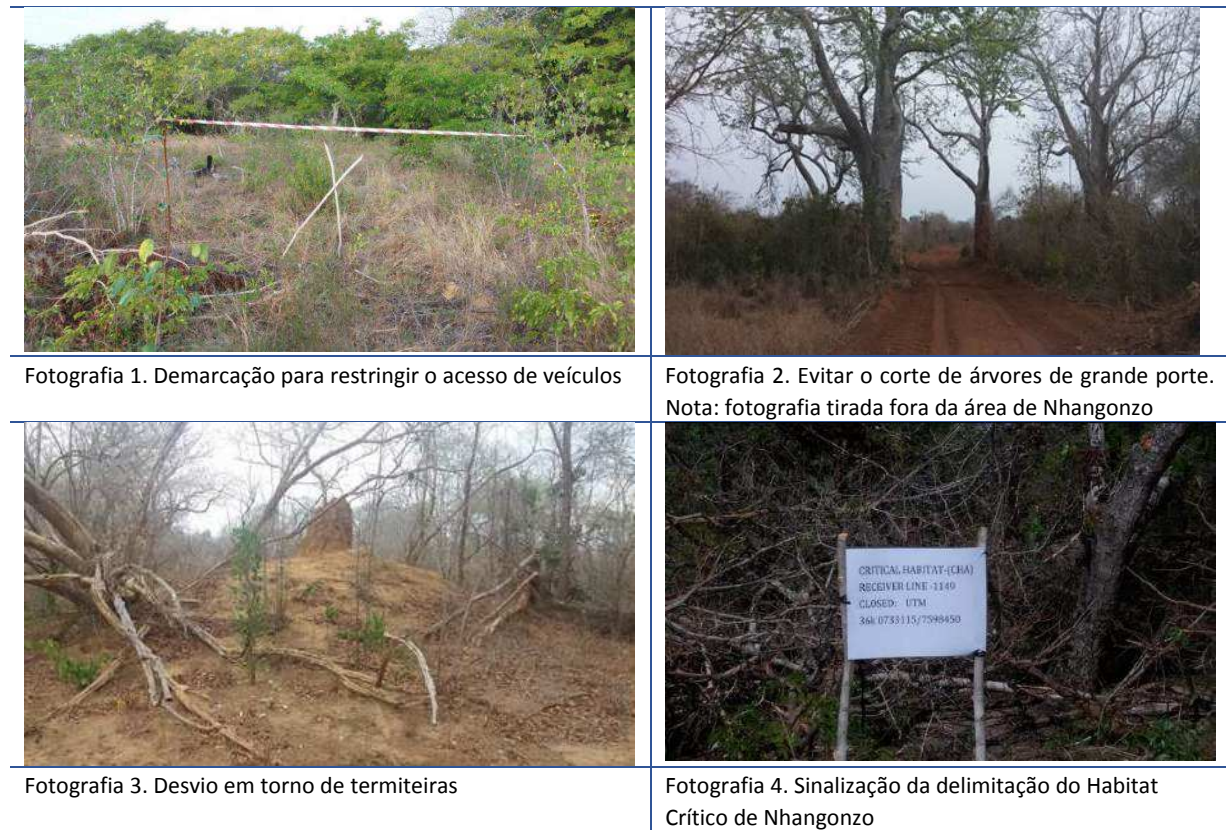 Fotografia 1. Demarcação para restringir o acesso de veículos
Fotografia 2. Evitar o corte de árvores de grande porte.
Nota: fotografia tirada fora da área de Nhangonzo
Fotografia 3. Desvio em torno de termiteiras
CRITICAL HABITAT-(CHA)
RECEIVER LINE -1149
CLOSED: UTM
36k 0733115/7598450
Fotografia 4. Sinalização da delimitação do Habitat
Crítico de Nhangonzo